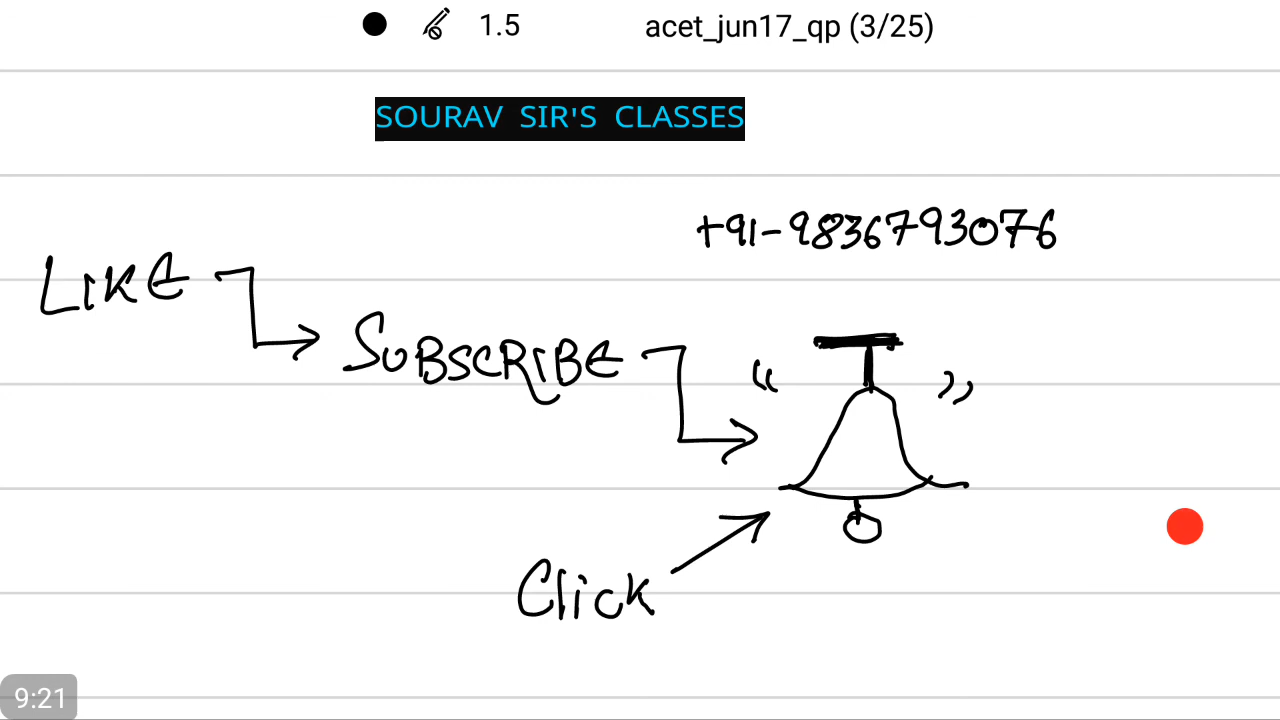 1.5 acet_jun17_qp (3/25)
SOURAV SIR'S CLASSES
+91-9836793076
LIKE
SUBSCRIBE
“ ”
Click
9:21